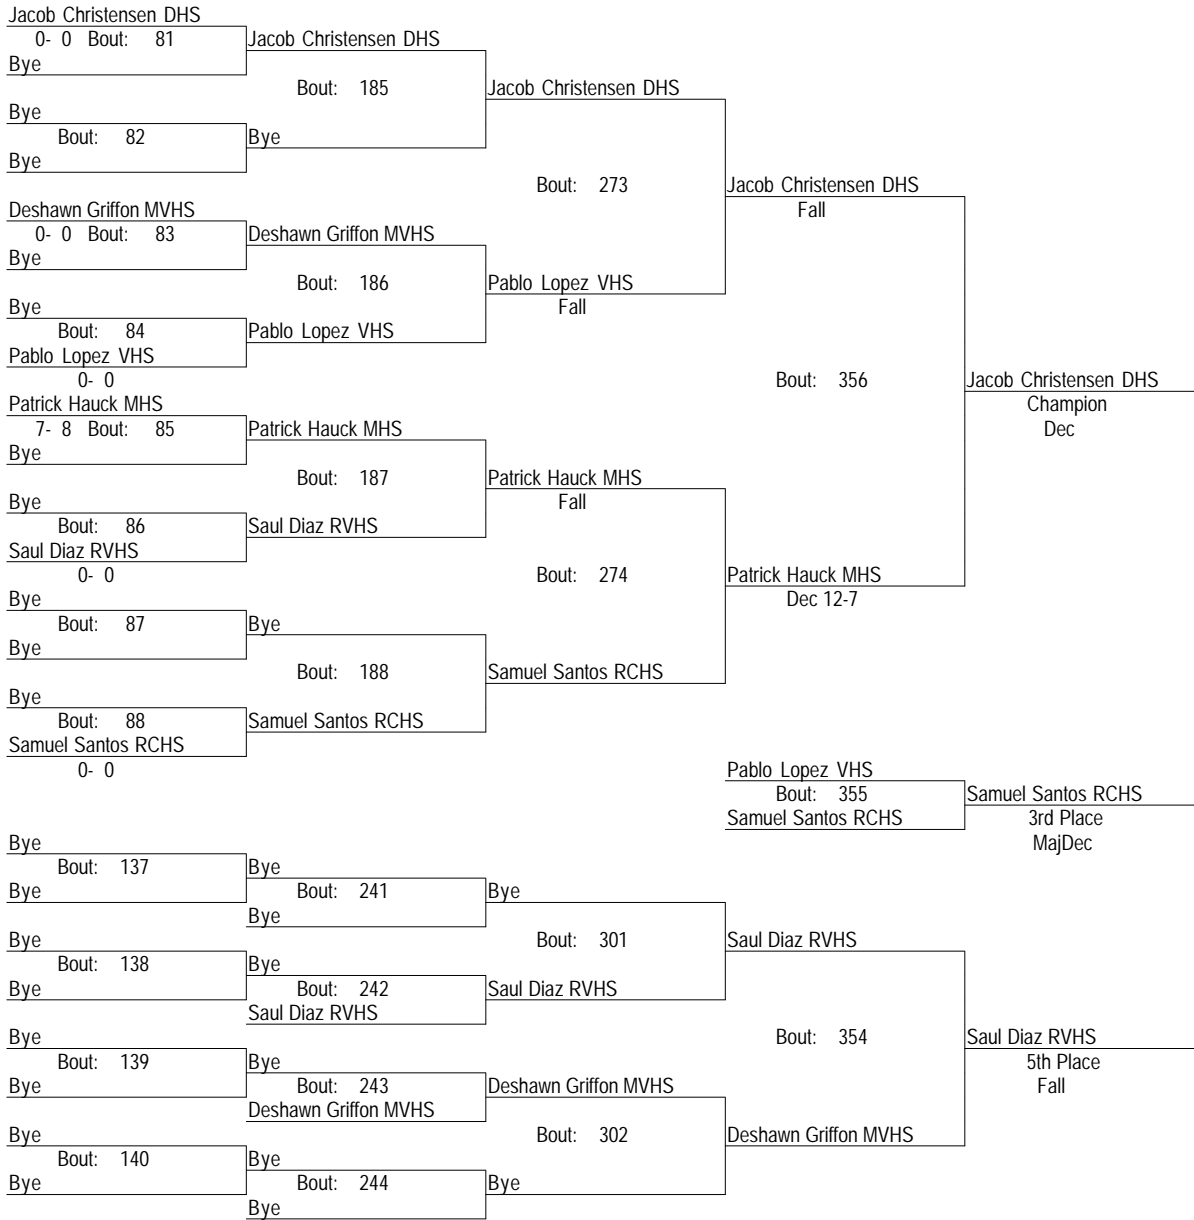 Jacob Christensen DHS
0- 0 Bout: 81 Jacob Christensen DHS
Bye
Bout: 185 Jacob Christensen DHS
Bye
Bout: 82 Bye
Bye
Bout: 273 Jacob Christensen DHS
Fall
Deshawn Griffon MVHS
0- 0 Bout: 83 Deshawn Griffon MVHS
Bye
Bout: 186 Pablo Lopez VHS
Fall
Bye
Bout: 84 Pablo Lopez VHS
Pablo Lopez VHS
0- 0
Bout: 356 Jacob Christensen DHS
Champion
Dec
Patrick Hauck MHS
7- 8 Bout: 85 Patrick Hauck MHS
Bye
Bout: 187 Patrick Hauck MHS
Fall
Bye
Bout: 86 Saul Diaz RVHS
Saul Diaz RVHS
0- 0
Bout: 274 Patrick Hauck MHS
Dec 12-7
Bye
Bout: 87 Bye
Bye
Bout: 188 Samuel Santos RCHS
Bye
Bout: 88 Samuel Santos RCHS
Samuel Santos RCHS
0- 0
Pablo Lopez VHS
Bout: 355 Samuel Santos RCHS
Samuel Santos RCHS
3rd Place
MajDec
Bye
Bout: 137 Bye
Bye
Bout: 241 Bye
Bye
Bout: 301 Saul Diaz RVHS
Bye
Bout: 138 Bye
Bye
Bout: 242 Saul Diaz RVHS
Saul Diaz RVHS
Bout: 354 Saul Diaz RVHS
5th Place
Fall
Bye
Bout: 139 Bye
Bye
Bout: 243 Deshawn Griffon MVHS
Deshawn Griffon MVHS
Bout: 302 Deshawn Griffon MVHS
Bye
Bout: 140 Bye
Bye
Bout: 244 Bye
Bye